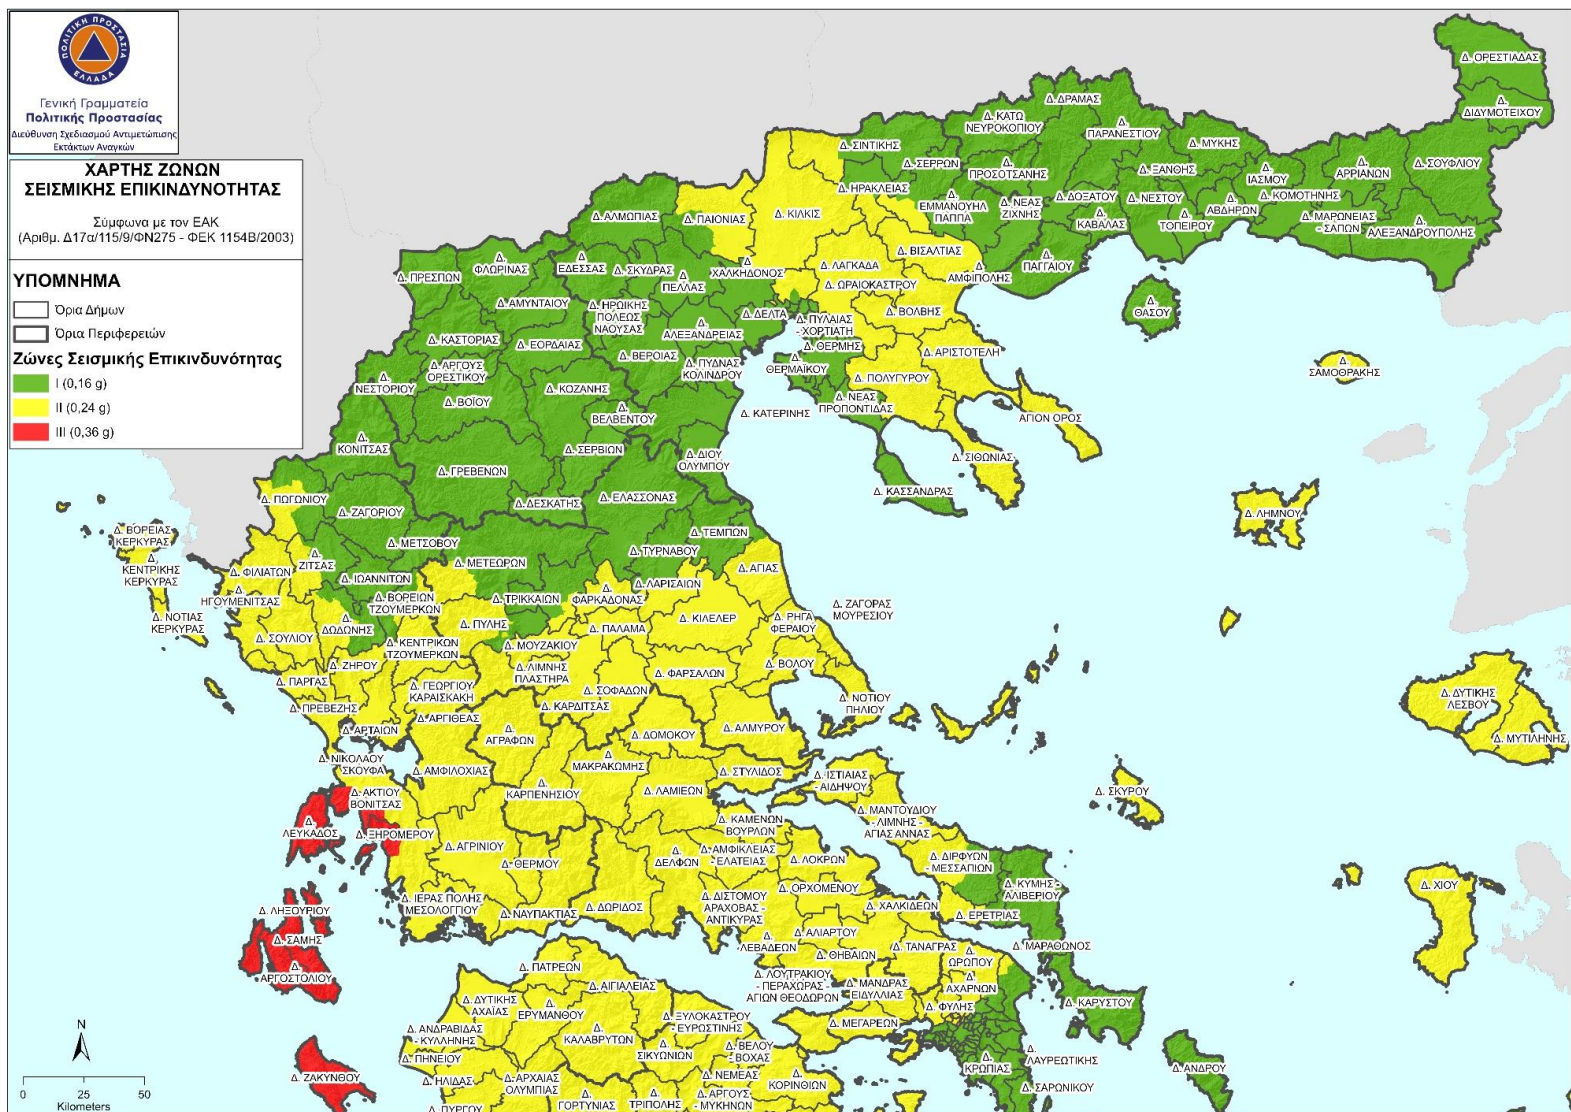 ΠΟΛΙΤΙΚΗ ΠΡΟΣΤΑΣΙΑ
ΕΛΛΑΔΑ
Γενική Γραμματεία
Πολιτικής Προστασίας
Διεύθυνση Σχεδιασμού Αντιμετώπισης
Εκτάκτων Αναγκών
ΧΑΡΤΗΣ ΖΩΝΩΝ
ΣΕΙΣΜΙΚΗΣ ΕΠΙΚΙΝΔΥΝΟΤΗΤΑΣ
Σύμφωνα με τον ΕΑΚ
(Αριθμ. Δ17α/115/9/ΦΝ275 - ΦΕΚ 1154Β/2003)
ΥΠΟΜΝΗΜΑ
Όρια Δήμων
Όρια Περιφερειών
Ζώνες Σεισμικής Επικινδυνότητας
I (0,16 g)
II (0,24 g)
III (0,36 g)
Δ. ΟΡΕΣΤΙΑΔΑΣ
Δ.
ΔΙΔΥΜΟΤΕΙΧΟΥ
Δ. ΔΡΑΜΑΣ
Δ. ΚΑΤΩ
ΝΕΥΡΟΚΟΠΙΟΥ
Δ.
ΠΑΡΑΝΕΣΤΙΟΥ
Δ. ΜΥΚΗΣ
Δ. ΣΙΝΤΙΚΗΣ
Δ. ΣΕΡΡΩΝ
Δ.
ΠΡΟΣΟΤΣΑΝΗΣ
Δ. ΞΑΝΘΗΣ
Δ.
ΙΑΣΜΟΥ
Δ.
ΑΡΡΙΑΝΩΝ
Δ. ΣΟΥΦΛΙΟΥ
Δ. ΗΡΑΚΛΕΙΑΣ
Δ.
ΕΜΜΑΝΟΥΗΛ
ΠΑΠΠΑ
Δ. ΝΕΑΣ
ΖΙΧΝΗΣ
Δ. ΔΟΞΑΤΟΥ
Δ. ΝΕΣΤΟΥ
Δ. ΚΟΜΟΤΗΝΗΣ
Δ.
ΑΒΔΗΡΩΝ
Δ.
ΤΟΠΕΙΡΟΥ
Δ. ΜΑΡΩΝΕΙΑΣ
- ΣΑΠΩΝ
Δ.
ΑΛΕΞΑΝΔΡΟΥΠΟΛΗΣ
Δ.
ΚΑΒΑΛΑΣ
Δ. ΑΛΜΩΠΙΑΣ
Δ. ΠΑΙΟΝΙΑΣ
Δ. ΚΙΛΚΙΣ
Δ. ΒΙΣΑΛΤΙΑΣ
Δ.
ΠΑΓΓΑΙΟΥ
Δ.
ΑΜΦΙΠΟΛΗΣ
Δ.
ΘΑΣΟΥ
Δ. ΠΡΕΣΠΩΝ
Δ.
ΦΛΩΡΙΝΑΣ
Δ.
ΕΔΕΣΣΑΣ
Δ. ΣΚΥΔΡΑΣ
Δ.
ΠΕΛΛΑΣ
Δ.
ΧΑΛΚΗΔΟΝΟΣ
Δ. ΛΑΓΚΑΔΑ
Δ. ΩΡΑΙΟΚΑΣΤΡΟΥ
Δ. ΑΜΥΝΤΑΙΟΥ
Δ. ΗΡΩΙΚΗΣ
ΠΟΛΕΩΣ
ΝΑΟΥΣΑΣ
Δ. ΔΕΛΤΑ
Δ. ΠΥΛΑΙΑΣ
- ΧΟΡΤΙΑΤΗ
Δ. ΒΟΛΒΗΣ
Δ. ΚΑΣΤΟΡΙΑΣ
Δ. ΕΟΡΔΑΙΑΣ
Δ.
ΑΛΕΞΑΝΔΡΕΙΑΣ
Δ. ΘΕΡΜΗΣ
Δ. ΑΡΙΣΤΟΤΕΛΗ
Δ. ΒΕΡΟΙΑΣ
Δ. ΠΥΔΝΑΣ
ΚΟΛΙΝΔΡΟΥ
Δ.
ΘΕΡΜΑΪΚΟΥ
Δ. ΠΟΛΥΓΥΡΟΥ
Δ.
ΣΑΜΟΘΡΑΚΗΣ
Δ. ΑΡΓΟΥΣ
ΟΡΕΣΤΙΚΟΥ
Δ.
ΝΕΣΤΟΡΙΟΥ
Δ. ΒΟΪΟΥ
Δ. ΚΟΖΑΝΗΣ
Δ.
ΒΕΛΒΕΝΤΟΥ
Δ. ΚΑΤΕΡΙΝΗΣ
Δ. ΝΕΑΣ
ΠΡΟΠΟΝΤΙΔΑΣ
ΑΓΙΟΝ ΟΡΟΣ
Δ.
ΚΟΝΙΤΣΑΣ
Δ. ΣΕΡΒΙΩΝ
Δ. ΔΙΟΥ
ΟΛΥΜΠΟΥ
Δ. ΣΙΘΩΝΙΑΣ
Δ. ΓΡΕΒΕΝΩΝ
Δ. ΚΑΣΣΑΝΔΡΑΣ
Δ. ΠΩΓΩΝΙΟΥ
Δ. ΔΕΣΚΑΤΗΣ
Δ. ΕΛΑΣΣΟΝΑΣ
Δ. ΖΑΓΟΡΙΟΥ
Δ. ΛΗΜΝΟΥ
Δ. ΒΟΡΕΙΑΣ
ΚΕΡΚΥΡΑΣ
Δ. ΜΕΤΣΟΒΟΥ
Δ. ΤΕΜΠΩΝ
Δ.
ΚΕΝΤΡΙΚΗΣ
ΚΕΡΚΥΡΑΣ
Δ. ΦΙΛΙΑΤΩΝ
Δ.
ΖΙΤΣΑΣ
Δ. ΙΩΑΝΝΙΤΩΝ
Δ. ΜΕΤΕΩΡΩΝ
Δ. ΤΥΡΝΑΒΟΥ
Δ. ΑΓΙΑΣ
Δ.
ΗΓΟΥΜΕΝΙΤΣΑΣ
Δ. ΒΟΡΕΙΩΝ
ΤΖΟΥΜΕΡΚΩΝ
Δ. ΤΡΙΚΚΑΙΩΝ
Δ.
ΦΑΡΚΑΔΟΝΑΣ
Δ. ΛΑΡΙΣΑΙΩΝ
Δ. ΝΟΤΙΑΣ
ΚΕΡΚΥΡΑΣ
Δ. ΣΟΥΛΙΟΥ
Δ.
ΔΩΔΩΝΗΣ
Δ. ΠΥΛΗΣ
Δ. ΠΑΛΑΜΑ
Δ. ΚΙΛΕΛΕΡ
Δ. ΡΗΓΑ
ΦΕΡΑΙΟΥ
Δ. ΖΑΓΟΡΑΣ
ΜΟΥΡΕΣΙΟΥ
Δ. ΚΕΝΤΡΙΚΩΝ
ΤΖΟΥΜΕΡΚΩΝ
Δ. ΜΟΥΖΑΚΙΟΥ
Δ. ΖΗΡΟΥ
Δ. ΛΙΜΝΗΣ
ΠΛΑΣΤΗΡΑ
Δ. ΦΑΡΣΑΛΩΝ
Δ. ΒΟΛΟΥ
Δ. ΠΑΡΓΑΣ
Δ. ΓΕΩΡΓΙΟΥ
ΚΑΡΑΙΣΚΑΚΗ
Δ. ΣΟΦΑΔΩΝ
Δ. ΝΟΤΙΟΥ
ΠΗΛΙΟΥ
Δ. ΠΡΕΒΕΖΗΣ
Δ. ΑΡΓΙΘΕΑΣ
Δ. ΚΑΡΔΙΤΣΑΣ
Δ. ΔΥΤΙΚΗΣ
ΛΕΣΒΟΥ
Δ. ΑΡΤΑΙΩΝ
Δ.
ΑΓΡΑΦΩΝ
Δ. ΔΟΜΟΚΟΥ
Δ. ΑΛΜΥΡΟΥ
Δ. ΜΥΤΙΛΗΝΗΣ
Δ. ΝΙΚΟΛΑΟΥ
ΣΚΟΥΦΑ
Δ. ΑΜΦΙΛΟΧΙΑΣ
Δ.
ΜΑΚΡΑΚΩΜΗΣ
Δ. ΣΤΥΛΙΔΟΣ
Δ. ΙΣΤΙΑΙΑΣ
- ΑΙΔΗΨΟΥ
Δ. ΣΚΥΡΟΥ
Δ. ΑΚΤΙΟΥ
ΒΟΝΙΤΣΑΣ
Δ.
ΚΑΡΠΕΝΗΣΙΟΥ
Δ. ΛΑΜΙΕΩΝ
Δ. ΜΑΝΤΟΥΔΙΟΥ
- ΛΙΜΝΗΣ -
ΑΓΙΑΣ ΑΝΝΑΣ
Δ.
ΛΕΥΚΑΔΟΣ
Δ. ΞΗΡΟΜΕΡΟΥ
Δ. ΑΓΡΙΝΙΟΥ
Δ. ΘΕΡΜΟΥ
Δ.
ΔΕΛΦΩΝ
Δ. ΚΑΜΕΝΩΝ
ΒΟΥΡΛΩΝ
Δ. ΑΜΦΙΚΛΕΙΑΣ
- ΕΛΑΤΕΙΑΣ
Δ. ΛΟΚΡΩΝ
Δ. ΔΙΡΦΥΩΝ
- ΜΕΣΣΑΠΙΩΝ
Δ. ΚΥΜΗΣ -
ΑΛΙΒΕΡΙΟΥ
Δ. ΧΙΟΥ
Δ. ΙΕΡΑΣ ΠΟΛΗΣ
ΜΕΣΟΛΟΓΓΙΟΥ
Δ. ΝΑΥΠΑΚΤΙΑΣ
Δ. ΔΩΡΙΔΟΣ
Δ. ΔΙΣΤΟΜΟΥ
ΑΡΑΧΟΒΑΣ -
ΑΝΤΙΚΥΡΑΣ
Δ. ΟΡΧΟΜΕΝΟΥ
Δ. ΧΑΛΚΙΔΕΩΝ
Δ. ΕΡΕΤΡΙΑΣ
Δ. ΛΗΞΟΥΡΙΟΥ
Δ. ΣΑΜΗΣ
Δ.
ΑΡΓΟΣΤΟΛΙΟΥ
Δ.
ΛΕΒΑΔΕΩΝ
Δ. ΑΛΙΑΡΤΟΥ
Δ. ΘΗΒΑΙΩΝ
Δ. ΤΑΝΑΓΡΑΣ
Δ.
ΩΡΩΠΟΥ
Δ. ΜΑΡΑΘΩΝΟΣ
Δ. ΠΑΤΡΕΩΝ
Δ. ΑΙΓΙΑΛΕΙΑΣ
Δ. ΛΟΥΤΡΑΚΙΟΥ
- ΠΕΡΑΧΩΡΑΣ -
ΑΓΙΩΝ ΘΕΟΔΩΡΩΝ
Δ. ΜΑΝΔΡΑΣ
ΕΙΔΥΛΛΙΑΣ
Δ.
ΑΧΑΡΝΩΝ
Δ. ΦΥΛΗΣ
Δ. ΚΑΡΥΣΤΟΥ
Δ. ΔΥΤΙΚΗΣ
ΑΧΑΪΑΣ
Δ.
ΕΡΥΜΑΝΘΟΥ
Δ. ΜΕΓΑΡΕΩΝ
Δ. ΑΝΔΡΑΒΙΔΑΣ
- ΚΥΛΛΗΝΗΣ
Δ.
ΚΑΛΑΒΡΥΤΩΝ
Δ. ΞΥΛΟΚΑΣΤΡΟΥ
- ΕΥΡΩΣΤΙΝΗΣ
Δ.
ΣΙΚΥΩΝΙΩΝ
Δ. ΒΕΛΟΥ
- ΒΟΧΑΣ
Δ. ΠΗΝΕΙΟΥ
Δ.
ΚΡΩΠΙΑΣ
Δ.
ΛΑΥΡΕΩΤΙΚΗΣ
Δ. ΑΝΔΡΟΥ
Δ. ΖΑΚΥΝΘΟΥ
Δ. ΗΛΙΔΑΣ
Δ. ΑΡΧΑΙΑΣ
ΟΛΥΜΠΙΑΣ
Δ. ΝΕΜΕΑΣ
Δ.
ΚΟΡΙΝΘΙΩΝ
Δ. ΣΑΡΩΝΙΚΟΥ
Δ. ΠΥΡΓΟΥ
Δ.
ΓΟΡΤΥΝΙΑΣ
Δ.
ΤΡΙΠΟΛΗΣ
Δ. ΑΡΓΟΥΣ
- ΜΥΚΗΝΩΝ
N
0 25 50
Kilometers